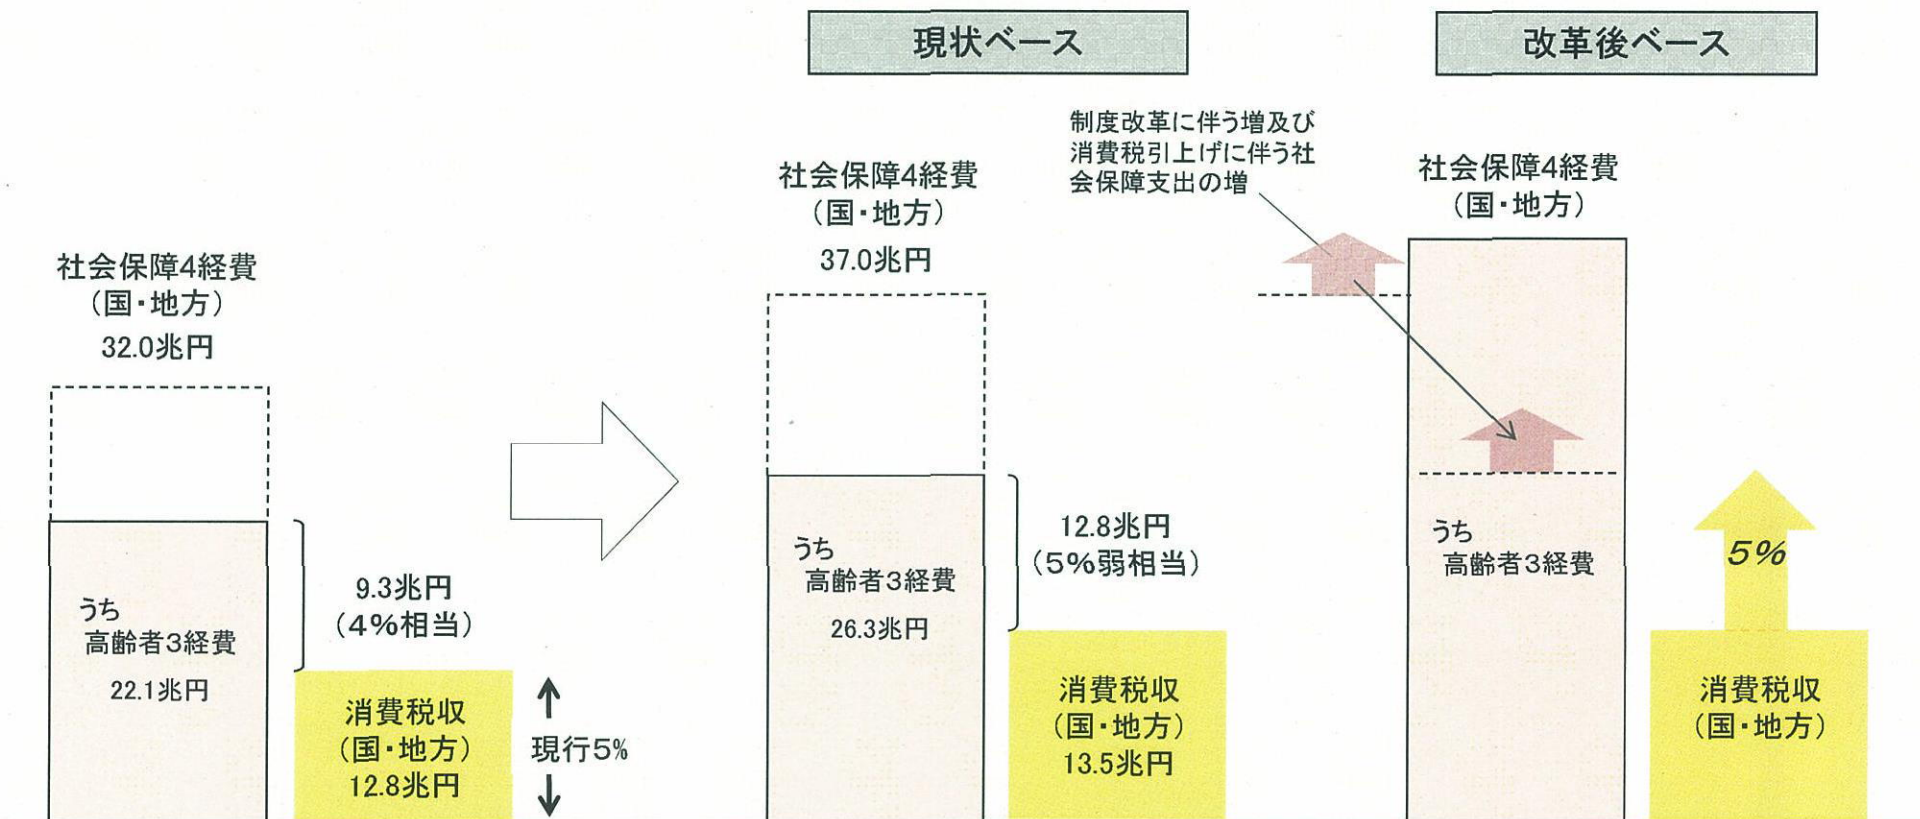 現状ベース
改革後ベース
社会保障4経費
（国・地方）
32.0兆円
うち
高齢者3経費
22.1兆円
9.3兆円
（4％相当）
消費税収
（国・地方）
12.8兆円
現行5%
社会保障4経費
（国・地方）
37.0兆円
うち
高齢者3経費
26.3兆円
12.8兆円
（5％弱相当）
消費税収
（国・地方）
13.5兆円
制度改革に伴う増及び
消費税引上げに伴う社
会保障支出の増
社会保障4経費
（国・地方）
うち
高齢者3経費
5%
消費税収
（国・地方）